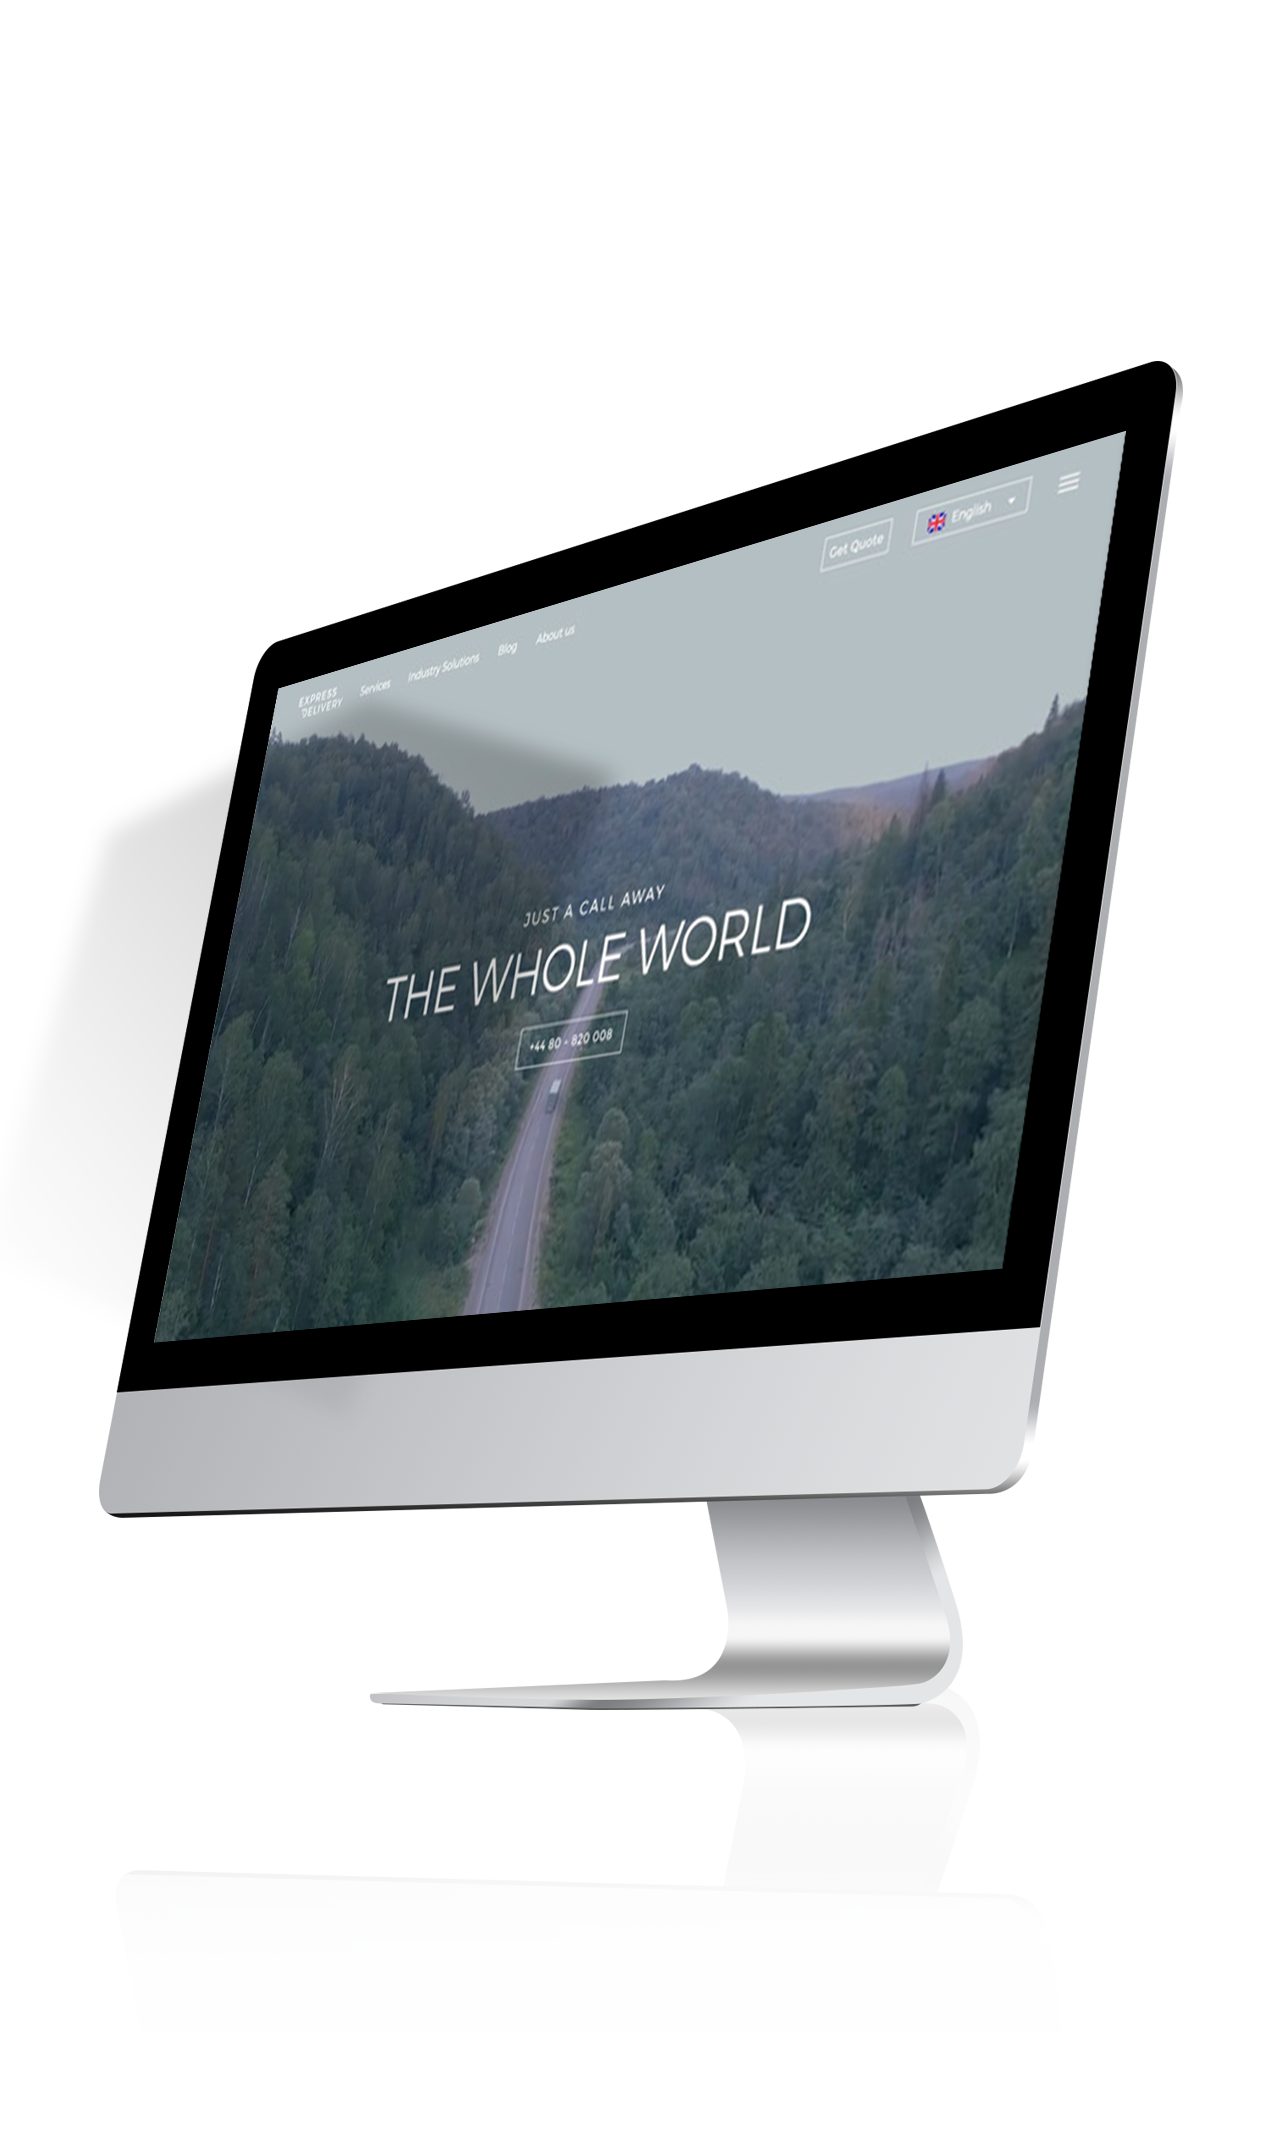 EXPRESS
DELIVERY
Services
Industry Solutions
Blog
About us
Get Quote
English
JUST A CALL AWAY
THE WHOLE WORLD
+44 80 - 820 008